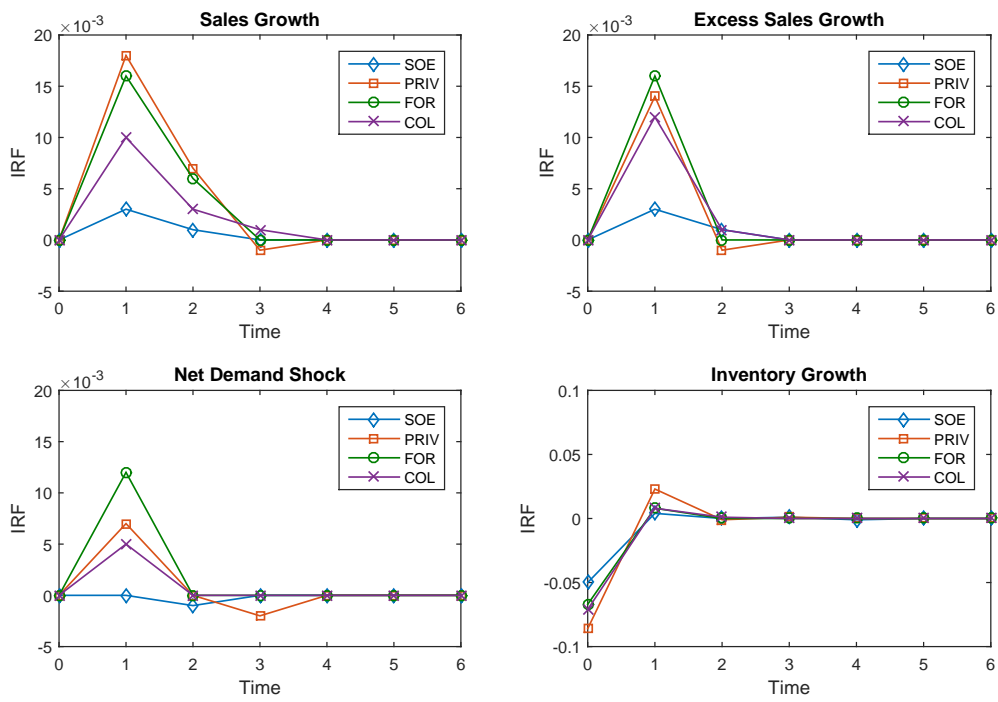 Sales Growth
×10⁻³
20
15
10
5
0
-5
IRF
0 1 2 3 4 5 6
Time
SOE
PRIV
FOR
COL
Excess Sales Growth
×10⁻³
20
15
10
5
0
-5
IRF
0 1 2 3 4 5 6
Time
SOE
PRIV
FOR
COL
Net Demand Shock
×10⁻³
20
15
10
5
0
-5
IRF
0 1 2 3 4 5 6
Time
SOE
PRIV
FOR
COL
Inventory Growth
0.1
0.05
0
-0.05
-0.1
IRF
0 1 2 3 4 5 6
Time
SOE
PRIV
FOR
COL